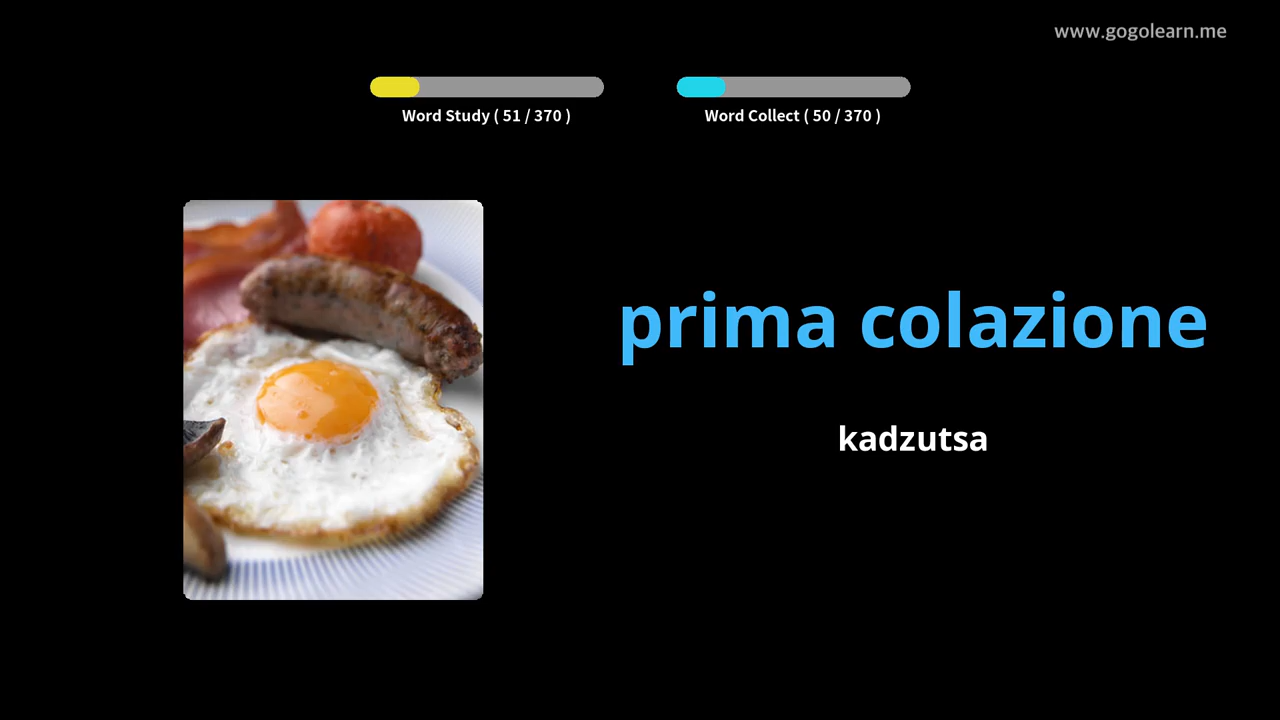 www.gogolearn.me
Word Study ( 51 / 370 )
Word Collect ( 50 / 370 )
prima colazione
kadzutsa